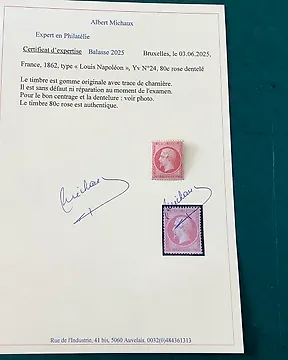 Albert Michaux
Expert en Philatélie
Certificat d'expertise Balasse 2025 Bruxelles, le 03.06.2025,
France, 1862, type « Louis Napoléon », Yv N°24, 80c rose dentelé
Le timbre est gomme originale avec trace de charnière.
Il est sans défaut ni réparation au moment de l'examen.
Pour le bon centrage et la dentelure : voir photo.
Le timbre 80c rose est authentique.
Rue de l'Industrie, 41 bis, 5060 Auvelais. 0032(0)484361313